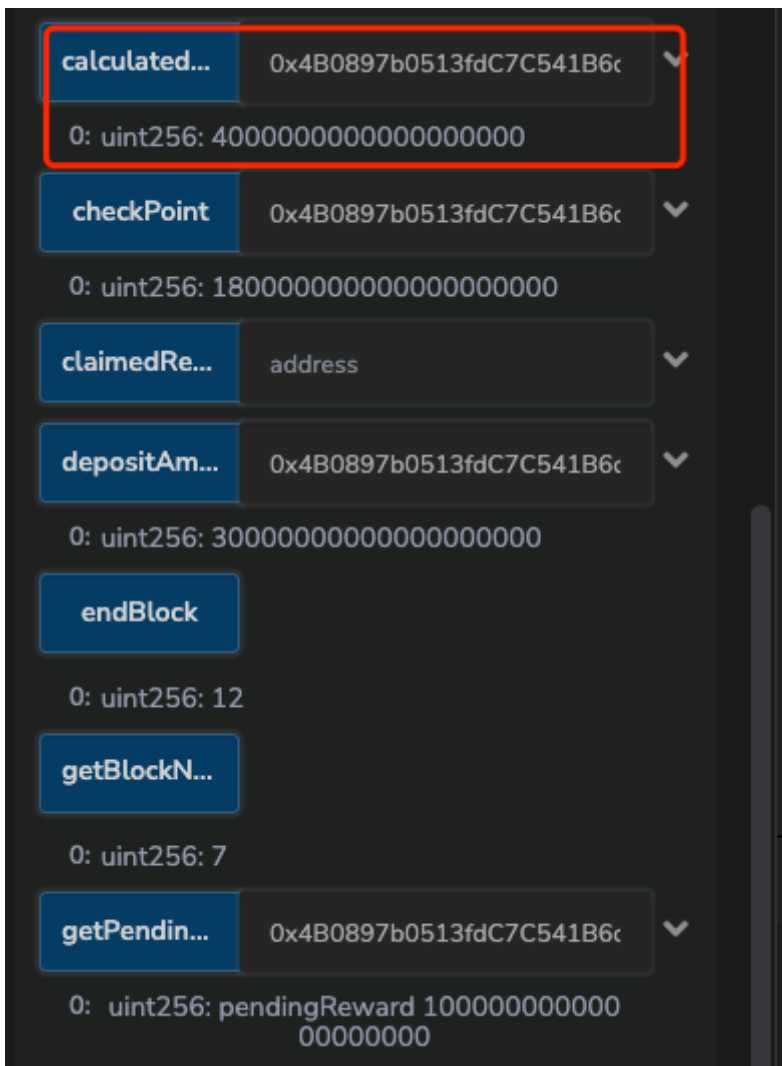 calculated... 0x4B0897b0513fdC7C541B6c
0: uint256: 4000000000000000000
checkPoint 0x4B0897b0513fdC7C541B6c
0: uint256: 180000000000000000000
claimedRe... address
depositAm... 0x4B0897b0513fdC7C541B6c
0: uint256: 30000000000000000000
endBlock
0: uint256: 12
getBlockN...
0: uint256: 7
getPendin... 0x4B0897b0513fdC7C541B6c
0: uint256: pendingReward 100000000000
00000000